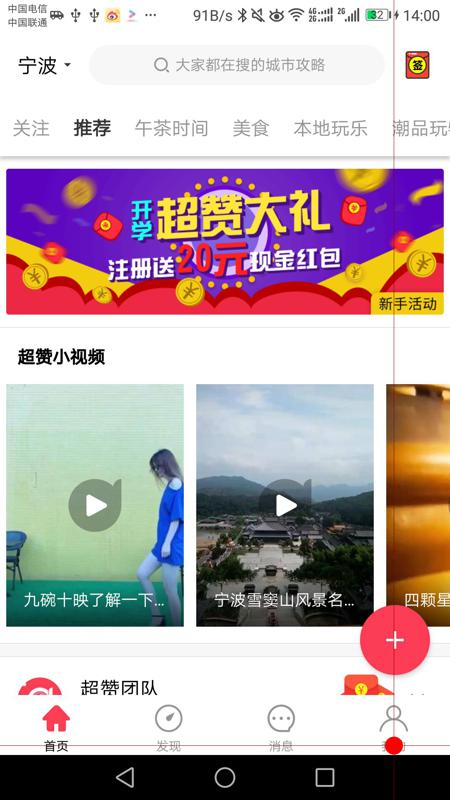 中国电信
中国联通
91B/s
4G
2G
32
14:00
宁波
大家都在搜的城市攻略
签
关注 推荐 午茶时间 美食 本地玩乐 潮品玩
开学
超赞大礼
注册送20元现金红包
新手活动
超赞小视频
九碗十映了解一下...
宁波雪窦山风景名...
四颗星
超赞团队
首页 发现 消息